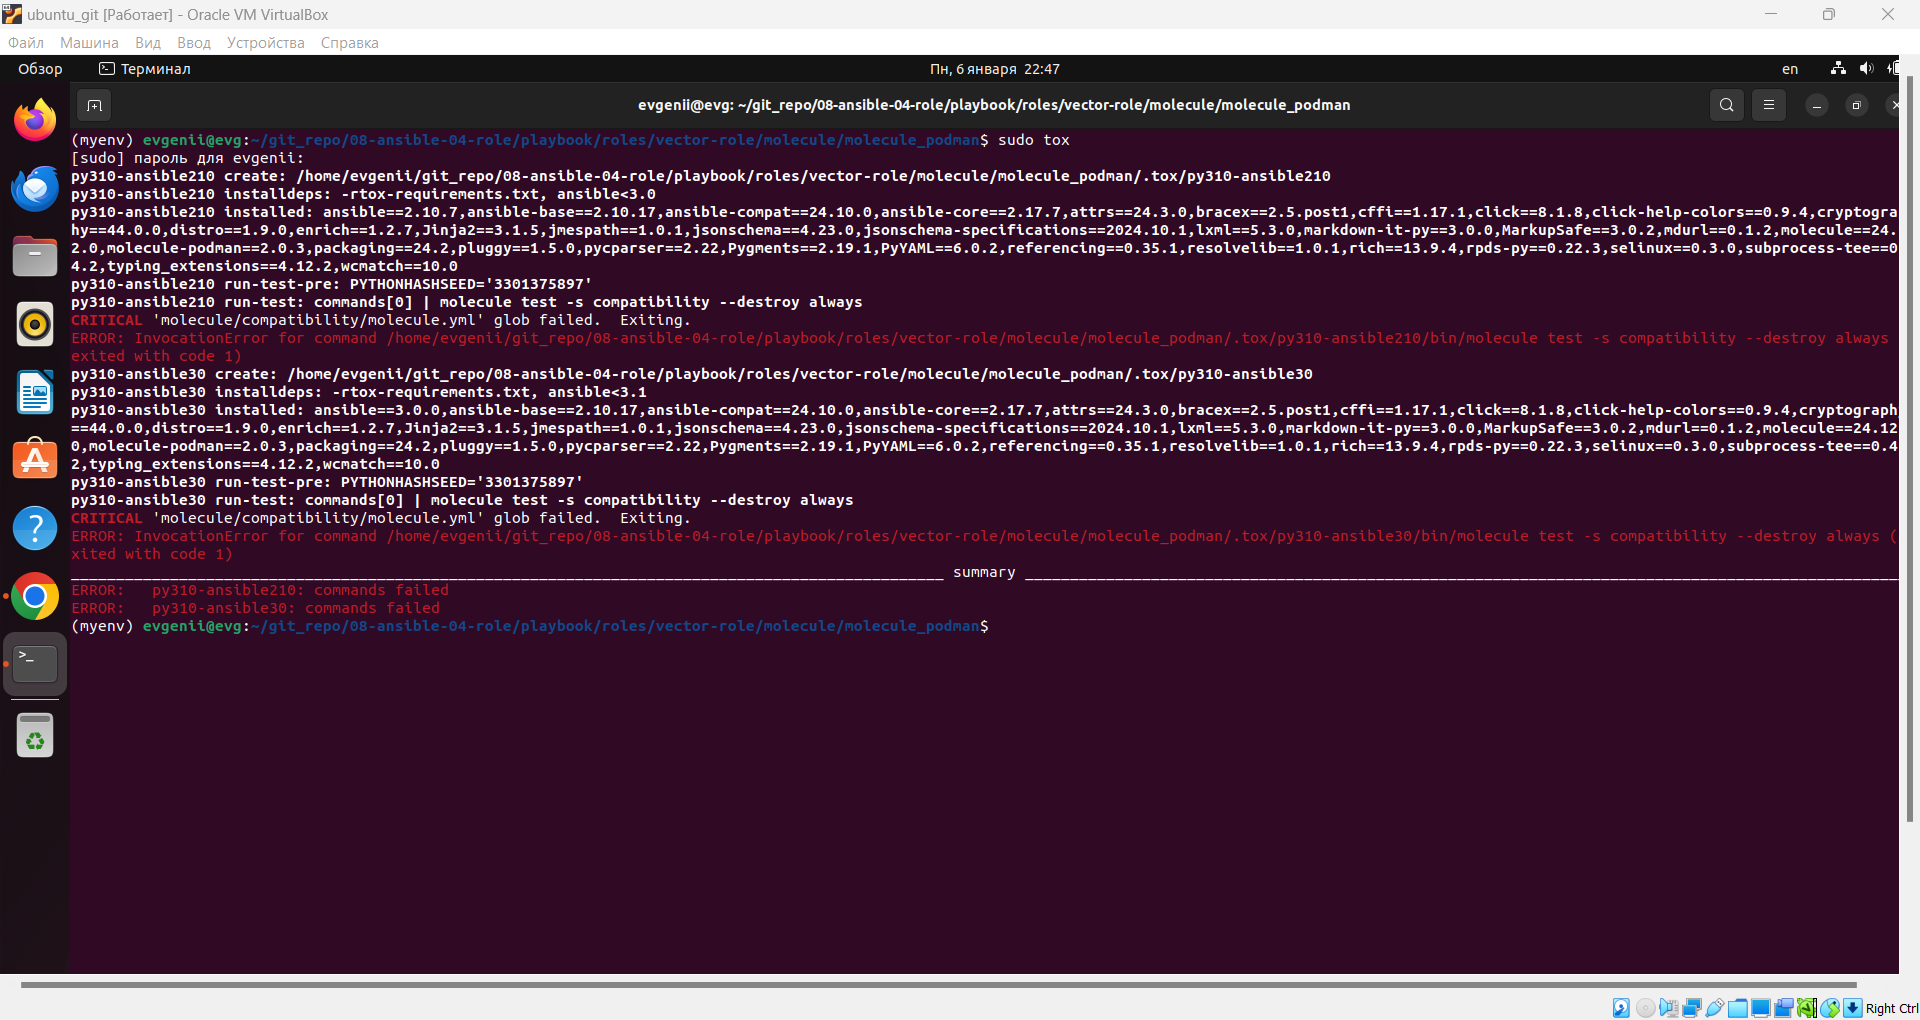 ubuntu_git [Работает] - Oracle VM VirtualBox
Файл Машина Вид Ввод Устройства Справка
Обзор Терминал Пн, 6 января 22:47 en
evgenii@evg: ~/git_repo/08-ansible-04-role/playbook/roles/vector-role/molecule/molecule_podman
(myenv) evgenii@evg:~/git_repo/08-ansible-04-role/playbook/roles/vector-role/molecule/molecule_podman$ sudo tox
[sudo] пароль для evgenii:
py310-ansible210 create: /home/evgenii/git_repo/08-ansible-04-role/playbook/roles/vector-role/molecule/molecule_podman/.tox/py310-ansible210
py310-ansible210 installdeps: -rtox-requirements.txt, ansible<3.0
py310-ansible210 installed: ansible==2.10.7,ansible-base==2.10.17,ansible-compat==24.10.0,ansible-core==2.17.7,attrs==24.3.0,bracex==2.5.post1,cffi==1.17.1,click==8.1.8,click-help-colors==0.9.4,cryptogra
hy==44.0.0,distro==1.9.0,enrich==1.2.7,Jinja2==3.1.5,jmespath==1.0.1,jsonschema==4.23.0,jsonschema-specifications==2024.10.1,lxml==5.3.0,markdown-it-py==3.0.0,MarkupSafe==3.0.2,mdurl==0.1.2,molecule==24.
2.0,molecule-podman==2.0.3,packaging==24.2,pluggy==1.5.0,pycparser==2.22,Pygments==2.19.1,PyYAML==6.0.2,referencing==0.35.1,resolvelib==1.0.1,rich==13.9.4,rpds-py==0.22.3,selinux==0.3.0,subprocess-tee==0
4.2,typing_extensions==4.12.2,wcmatch==10.0
py310-ansible210 run-test-pre: PYTHONHASHSEED='3301375897'
py310-ansible210 run-test: commands[0] | molecule test -s compatibility --destroy always
CRITICAL 'molecule/compatibility/molecule.yml' glob failed.  Exiting.
ERROR: InvocationError for command /home/evgenii/git_repo/08-ansible-04-role/playbook/roles/vector-role/molecule/molecule_podman/.tox/py310-ansible210/bin/molecule test -s compatibility --destroy always
exited with code 1)
py310-ansible30 create: /home/evgenii/git_repo/08-ansible-04-role/playbook/roles/vector-role/molecule/molecule_podman/.tox/py310-ansible30
py310-ansible30 installdeps: -rtox-requirements.txt, ansible<3.1
py310-ansible30 installed: ansible==3.0.0,ansible-base==2.10.17,ansible-compat==24.10.0,ansible-core==2.17.7,attrs==24.3.0,bracex==2.5.post1,cffi==1.17.1,click==8.1.8,click-help-colors==0.9.4,cryptograph
==44.0.0,distro==1.9.0,enrich==1.2.7,Jinja2==3.1.5,jmespath==1.0.1,jsonschema==4.23.0,jsonschema-specifications==2024.10.1,lxml==5.3.0,markdown-it-py==3.0.0,MarkupSafe==3.0.2,mdurl==0.1.2,molecule==24.12
0,molecule-podman==2.0.3,packaging==24.2,pluggy==1.5.0,pycparser==2.22,Pygments==2.19.1,PyYAML==6.0.2,referencing==0.35.1,resolvelib==1.0.1,rich==13.9.4,rpds-py==0.22.3,selinux==0.3.0,subprocess-tee==0.4
2,typing_extensions==4.12.2,wcmatch==10.0
py310-ansible30 run-test-pre: PYTHONHASHSEED='3301375897'
py310-ansible30 run-test: commands[0] | molecule test -s compatibility --destroy always
CRITICAL 'molecule/compatibility/molecule.yml' glob failed.  Exiting.
ERROR: InvocationError for command /home/evgenii/git_repo/08-ansible-04-role/playbook/roles/vector-role/molecule/molecule_podman/.tox/py310-ansible30/bin/molecule test -s compatibility --destroy always (
xited with code 1)
summary
ERROR:   py310-ansible210: commands failed
ERROR:   py310-ansible30: commands failed
(myenv) evgenii@evg:~/git_repo/08-ansible-04-role/playbook/roles/vector-role/molecule/molecule_podman$
Right Ctrl